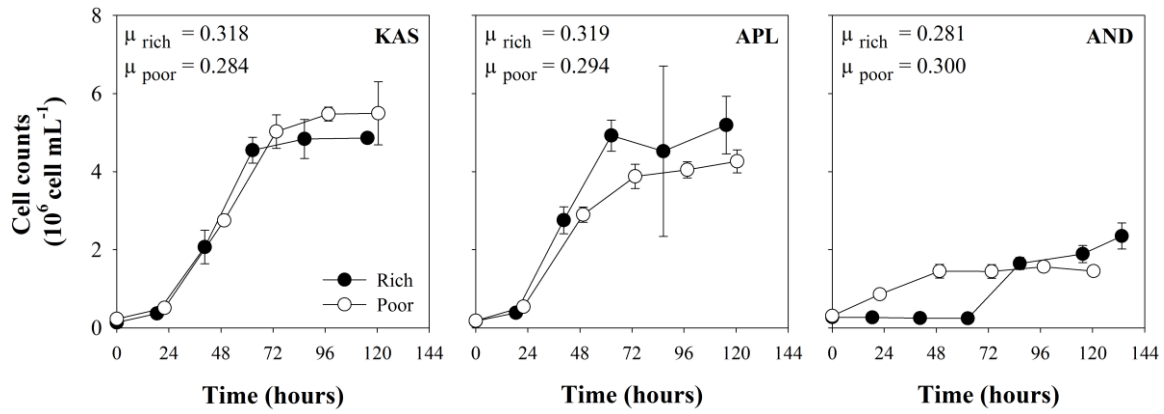 μ rich = 0.318
μ poor = 0.284
KAS
μ rich = 0.319
μ poor = 0.294
APL
μ rich = 0.281
μ poor = 0.300
AND
Cell counts
(10⁶ cell mL⁻¹)
8
6
4
2
0
Rich
Poor
0 24 48 72 96 120 144
0 24 48 72 96 120 144
0 24 48 72 96 120 144
Time (hours)
Time (hours)
Time (hours)